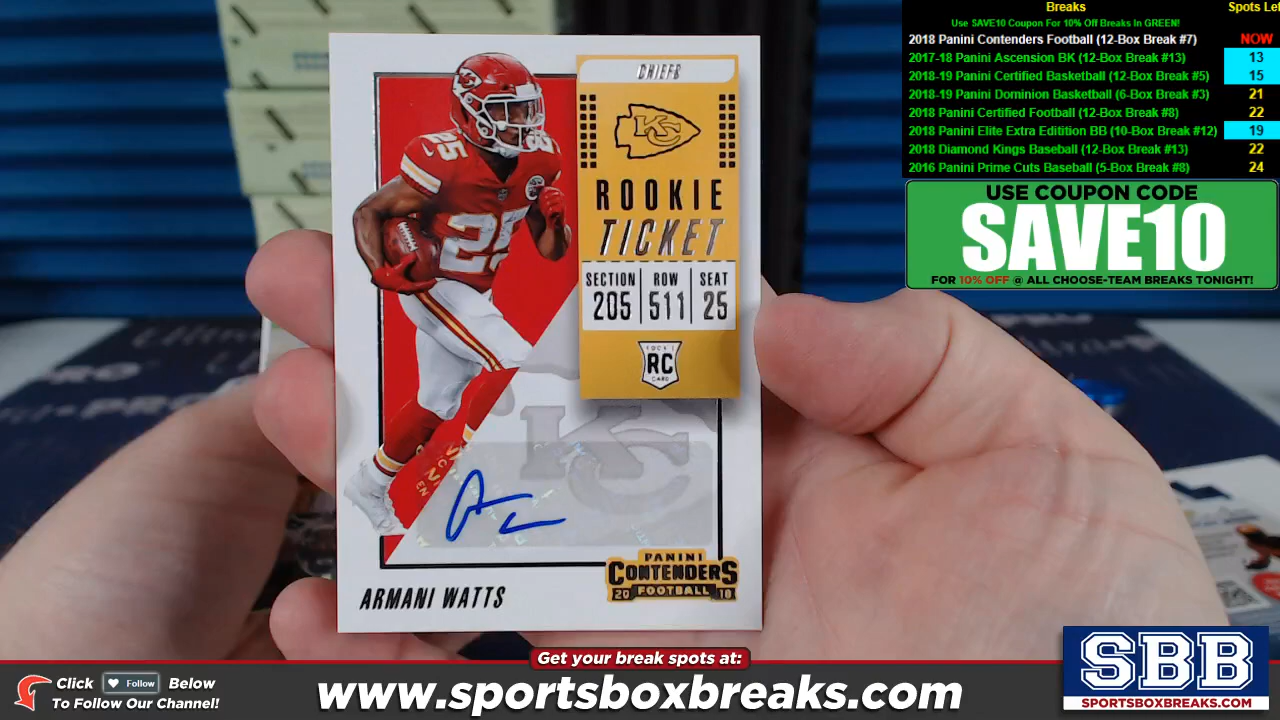 Breaks
Spots Lef
Use SAVE10 Coupon For 10% Off Breaks In GREEN!
2018 Panini Contenders Football (12-Box Break #7) NOW
2017-18 Panini Ascension BK (12-Box Break #13) 13
2018-19 Panini Certified Basketball (12-Box Break #5) 15
2018-19 Panini Dominion Basketball (6-Box Break #3) 21
2018 Panini Certified Football (12-Box Break #8) 22
2018 Panini Elite Extra Edition BB (10-Box Break #12) 19
2018 Diamond Kings Baseball (12-Box Break #13) 22
2016 Panini Prime Cuts Baseball (5-Box Break #8) 24
USE COUPON CODE
SAVE10
FOR 10% OFF @ ALL CHOOSE-TEAM BREAKS TONIGHT!
CHIEFS
KC
ROOKIE
TICKET
SECTION ROW SEAT
205 511 25
RC
CARD
25
25
KC
PANINI
CONTENDERS
20 FOOTBALL 18
ARMANI WATTS
Get your break spots at:
Click Follow Below
To Follow Our Channel!
www.sportsboxbreaks.com
SBB
SPORTSBOXBREAKS.COM